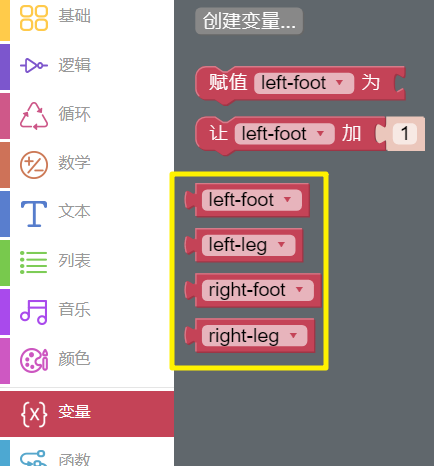 基础
逻辑
循环
数学
文本
列表
音乐
颜色
{x} 变量
函数
创建变量...
赋值 left-foot 为
让 left-foot 加 1
left-foot
left-leg
right-foot
right-leg